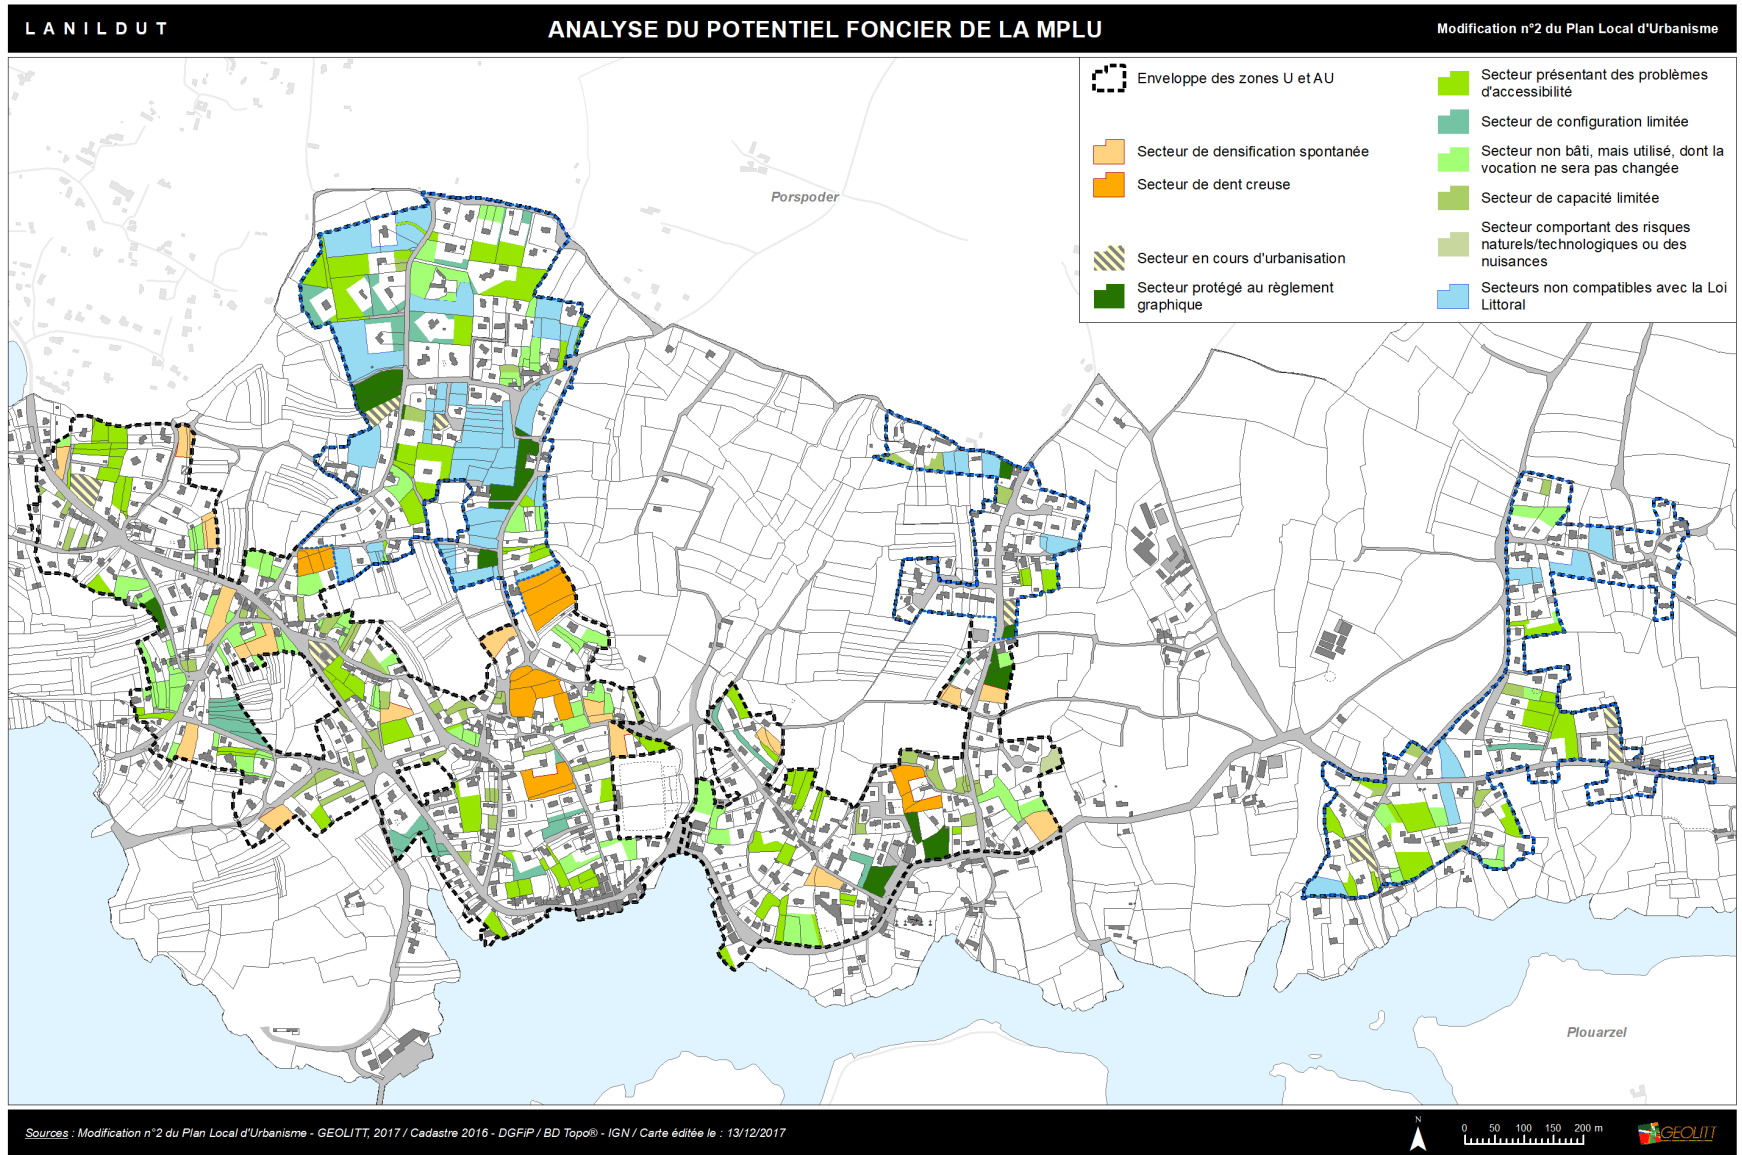 LANILDUT
ANALYSE DU POTENTIEL FONCIER DE LA MPLU
Modification n°2 du Plan Local d'Urbanisme
Enveloppe des zones U et AU
Secteur de densification spontanée
Secteur de dent creuse
Secteur en cours d'urbanisation
Secteur protégé au règlement
graphique
Secteur présentant des problèmes
d'accessibilité
Secteur de configuration limitée
Secteur non bâti, mais utilisé, dont la
vocation ne sera pas changée
Secteur de capacité limitée
Secteur comportant des risques
naturels/technologiques ou des
nuisances
Secteurs non compatibles avec la Loi
Littoral
Porspoder
Plouarzel
Sources : Modification n°2 du Plan Local d'Urbanisme - GEOLITT, 2017 / Cadastre 2016 - DGFiP / BD Topo® - IGN / Carte éditée le : 13/12/2017
N
0 50 100 150 200 m
GEOLITT